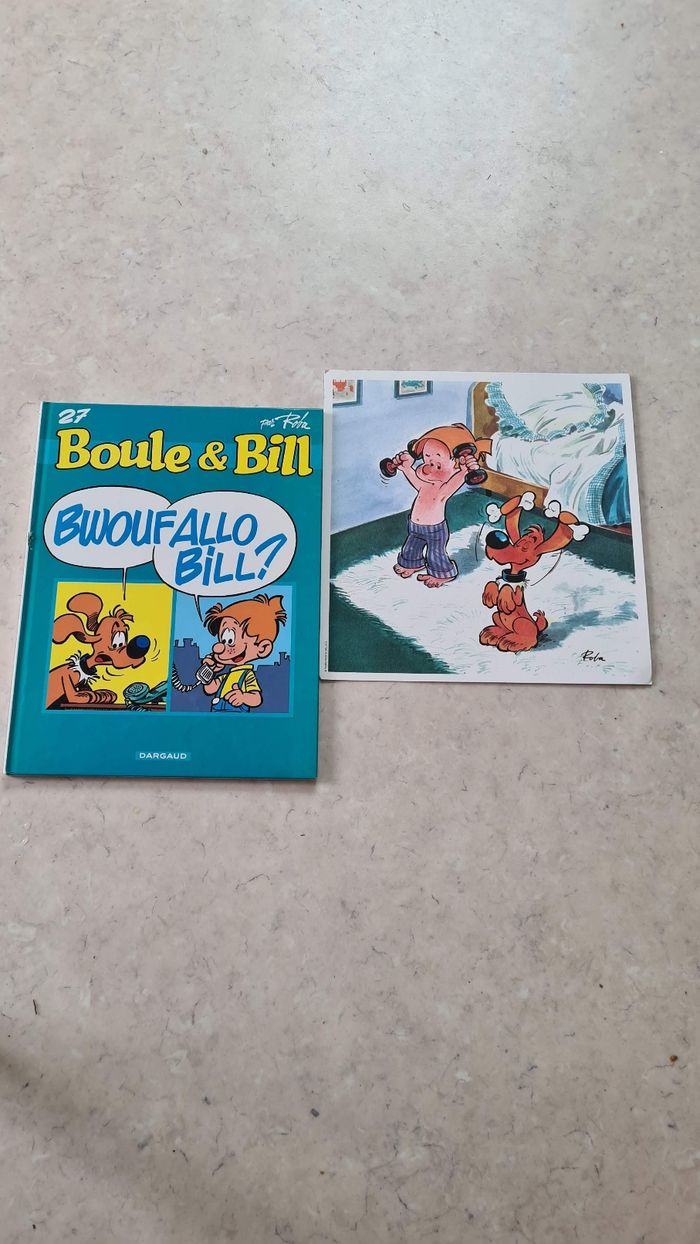 27
par Roba
Boule & Bill
BWOUFALLO
BILL?
DARGAUD
Roba